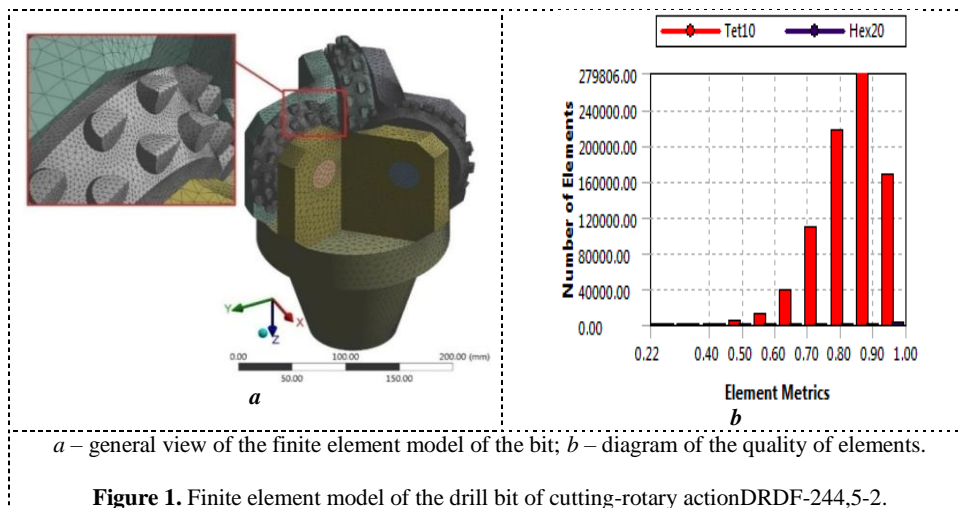 Tet10 Hex20
279806.00
240000.00
200000.00
160000.00
120000.00
80000.00
40000.00
0.00
Number of Elements
0.22 0.40 0.50 0.60 0.70 0.80 0.90 1.00
Element Metrics
Y X
Z
0.00 100.00 200.00 (mm)
50.00 150.00
a
b
a – general view of the finite element model of the bit; b – diagram of the quality of elements.
Figure 1. Finite element model of the drill bit of cutting-rotary actionDRDF-244,5-2.